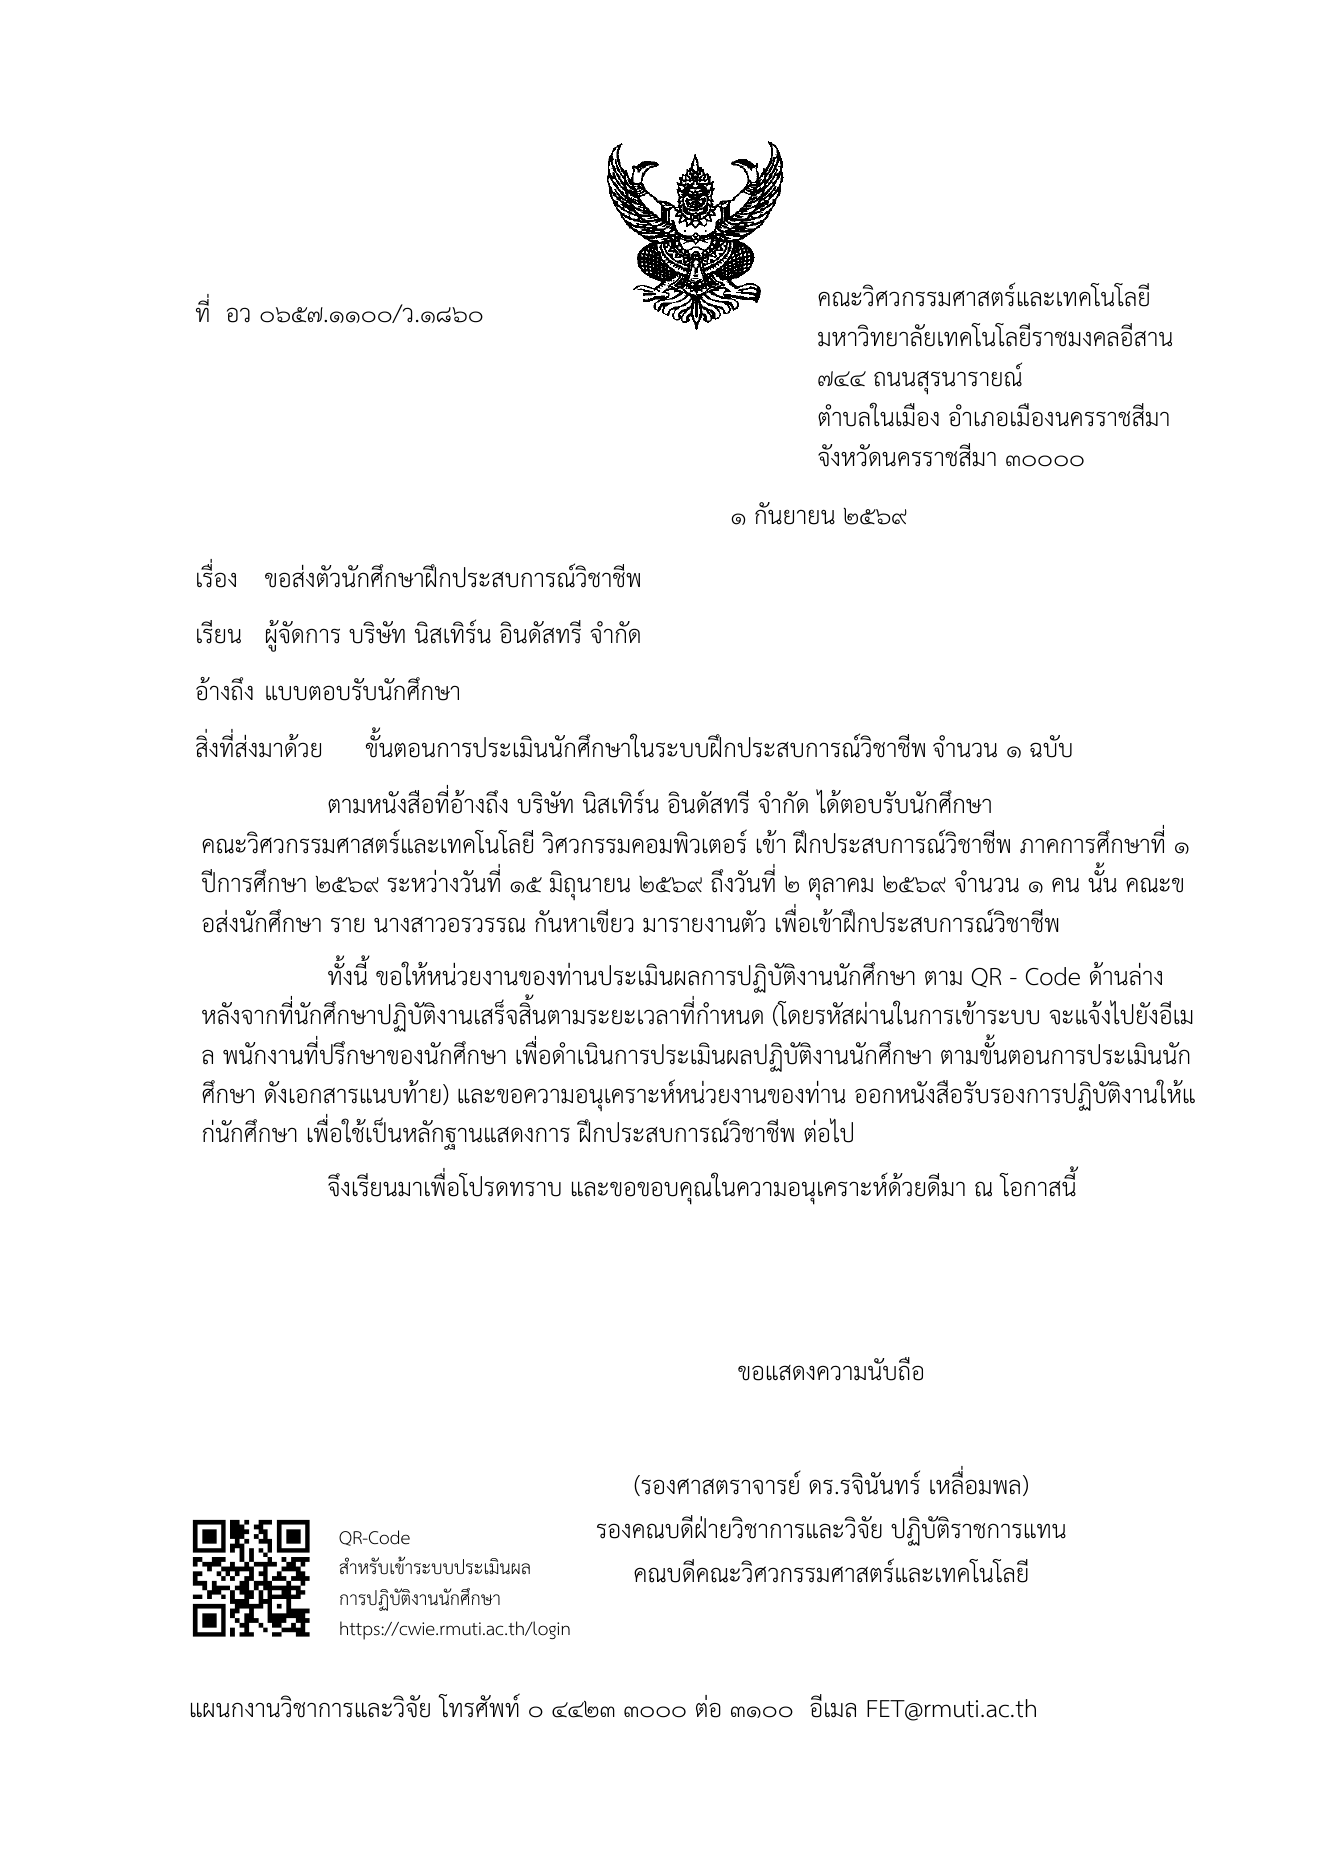 ที่ อว ๐๖๕๗.๑๑๐๐/ว.๑๘๖๐
คณะวิศวกรรมศาสตร์และเทคโนโลยี
มหาวิทยาลัยเทคโนโลยีราชมงคลอีสาน
๗๔๔ ถนนสุรนารายณ์
ตำบลในเมือง อำเภอเมืองนครราชสีมา
จังหวัดนครราชสีมา ๓๐๐๐๐
๑ กันยายน ๒๕๖๙
เรื่อง ขอส่งตัวนักศึกษาฝึกประสบการณ์วิชาชีพ
เรียน ผู้จัดการ บริษัท นิสเทิร์น อินดัสทรี จำกัด
อ้างถึง แบบตอบรับนักศึกษา
สิ่งที่ส่งมาด้วย ขั้นตอนการประเมินนักศึกษาในระบบฝึกประสบการณ์วิชาชีพ จำนวน ๑ ฉบับ
ตามหนังสือที่อ้างถึง บริษัท นิสเทิร์น อินดัสทรี จำกัด ได้ตอบรับนักศึกษา
คณะวิศวกรรมศาสตร์และเทคโนโลยี วิศวกรรมคอมพิวเตอร์ เข้า ฝึกประสบการณ์วิชาชีพ ภาคการศึกษาที่ ๑
ปีการศึกษา ๒๕๖๙ ระหว่างวันที่ ๑๕ มิถุนายน ๒๕๖๙ ถึงวันที่ ๒ ตุลาคม ๒๕๖๙ จำนวน ๑ คน นั้น คณะข
อส่งนักศึกษา ราย นางสาวอรวรรณ กันหาเขียว มารายงานตัว เพื่อเข้าฝึกประสบการณ์วิชาชีพ
ทั้งนี้ ขอให้หน่วยงานของท่านประเมินผลการปฏิบัติงานนักศึกษา ตาม QR - Code ด้านล่าง
หลังจากที่นักศึกษาปฏิบัติงานเสร็จสิ้นตามระยะเวลาที่กำหนด (โดยรหัสผ่านในการเข้าระบบ จะแจ้งไปยังอีเม
ล พนักงานที่ปรึกษาของนักศึกษา เพื่อดำเนินการประเมินผลปฏิบัติงานนักศึกษา ตามขั้นตอนการประเมินนัก
ศึกษา ดังเอกสารแนบท้าย) และขอความอนุเคราะห์หน่วยงานของท่าน ออกหนังสือรับรองการปฏิบัติงานให้แ
ก่นักศึกษา เพื่อใช้เป็นหลักฐานแสดงการ ฝึกประสบการณ์วิชาชีพ ต่อไป
จึงเรียนมาเพื่อโปรดทราบ และขอขอบคุณในความอนุเคราะห์ด้วยดีมา ณ โอกาสนี้
ขอแสดงความนับถือ
(รองศาสตราจารย์ ดร.รจินันทร์ เหลื่อมพล)
รองคณบดีฝ่ายวิชาการและวิจัย ปฏิบัติราชการแทน
คณบดีคณะวิศวกรรมศาสตร์และเทคโนโลยี
QR-Code
สำหรับเข้าระบบประเมินผล
การปฏิบัติงานนักศึกษา
https://cwie.rmuti.ac.th/login
แผนกงานวิชาการและวิจัย โทรศัพท์ ๐ ๔๔๒๓ ๓๐๐๐ ต่อ ๓๑๐๐ อีเมล FET@rmuti.ac.th